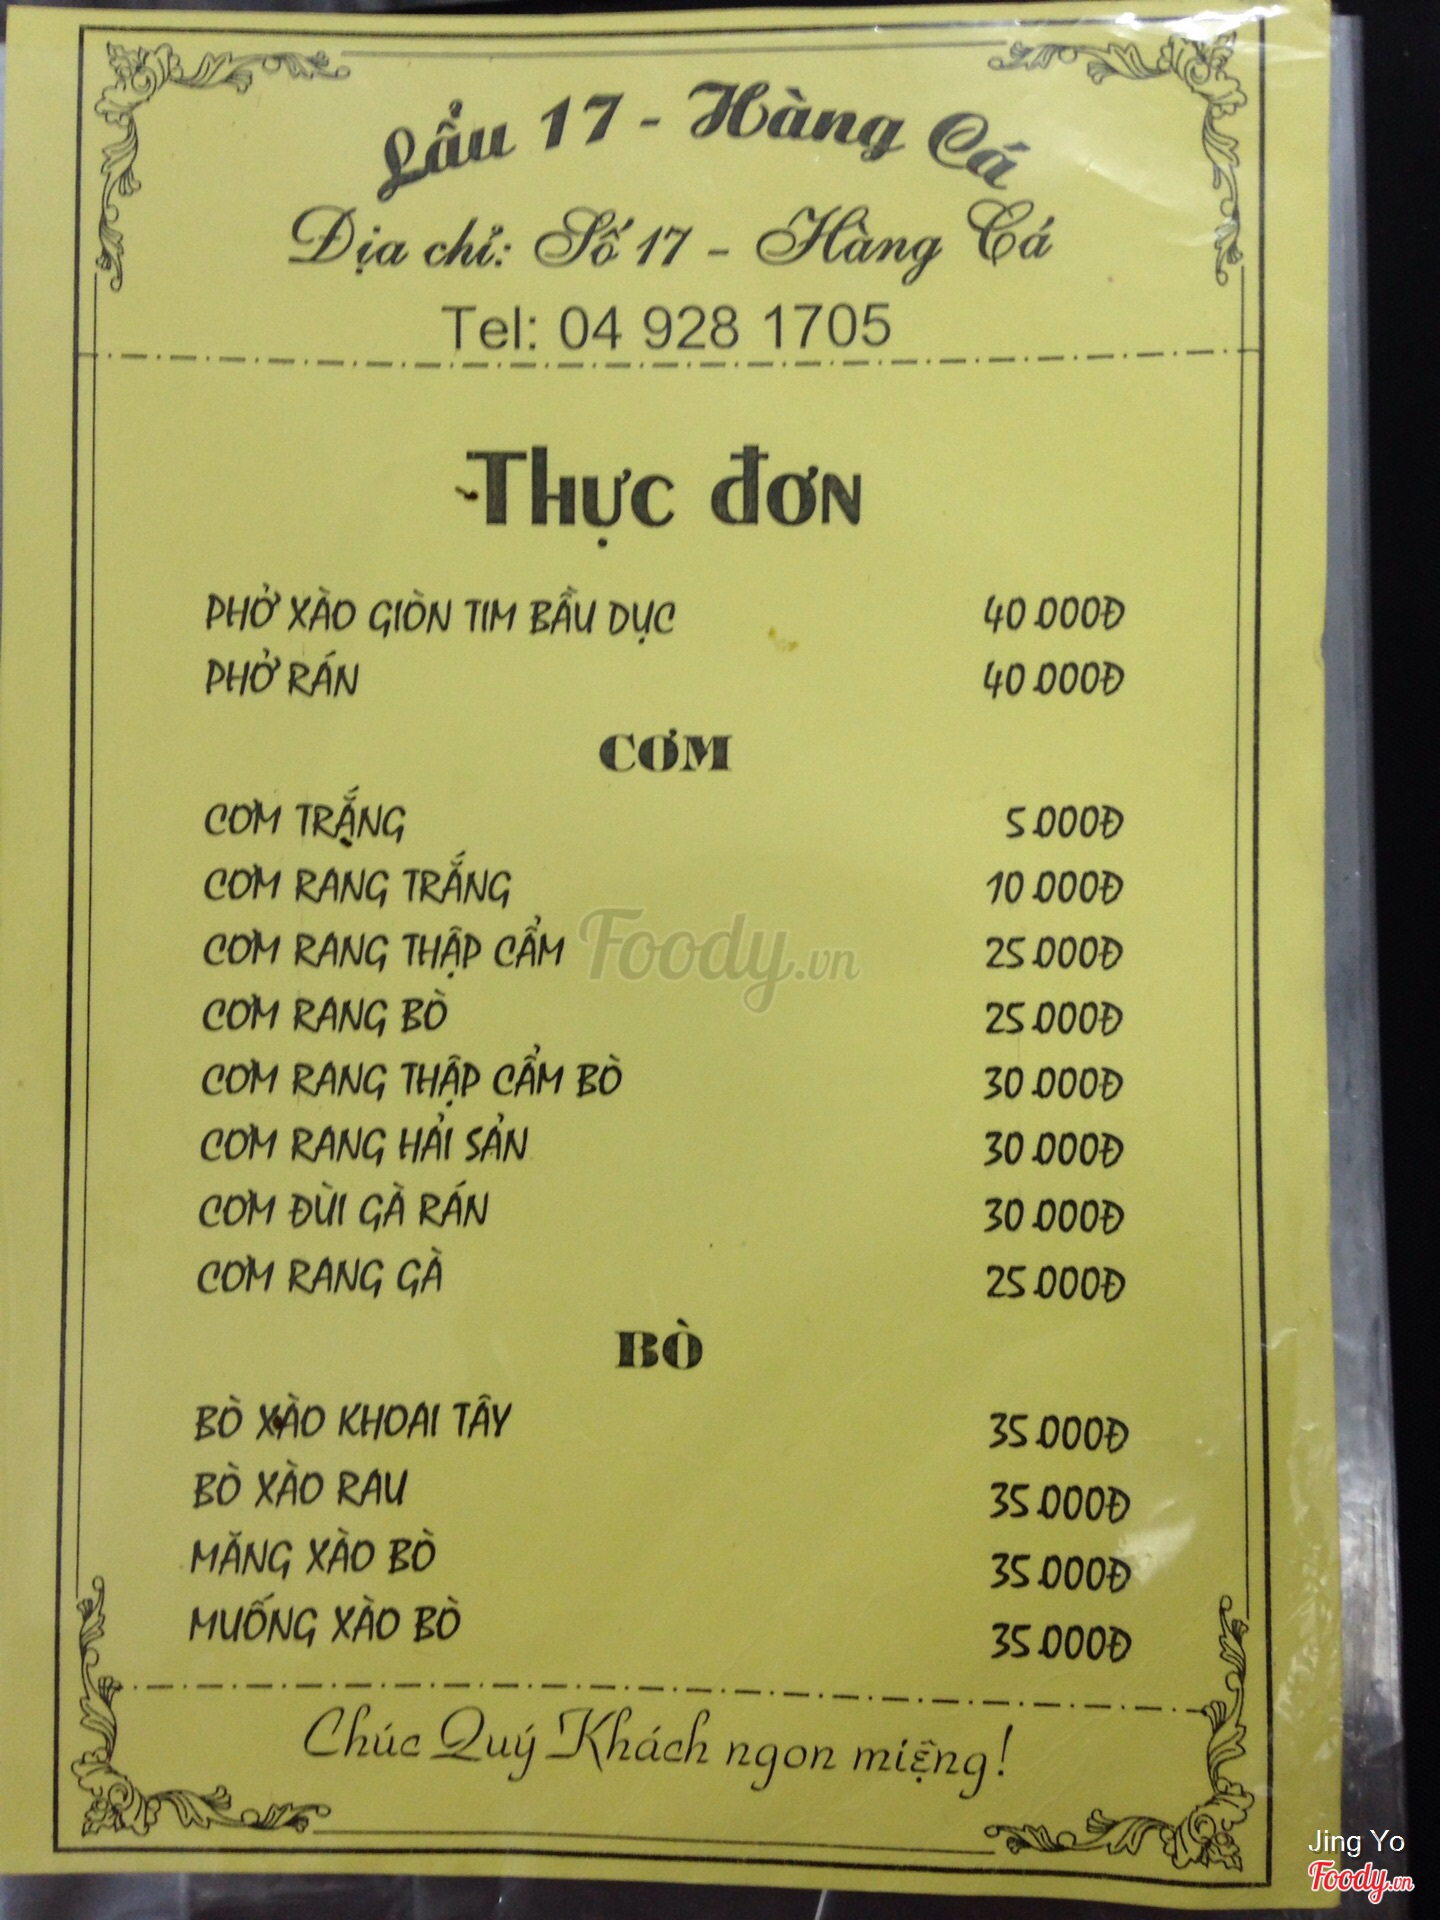 Lẩu 17 - Hàng Cá
Địa chỉ: Số 17 - Hàng Cá
Tel: 04 928 1705
Thực đơn
PHỞ XÀO GIÒN TIM BẦU DỤC 40.000Đ
PHỞ RÁN 40.000Đ
CƠM
CƠM TRẮNG 5.000Đ
CƠM RANG TRẮNG 10.000Đ
CƠM RANG THẬP CẨM 25.000Đ
CƠM RANG BÒ 25.000Đ
CƠM RANG THẬP CẨM BÒ 30.000Đ
CƠM RANG HẢI SẢN 30.000Đ
CƠM ĐÙI GÀ RÁN 30.000Đ
CƠM RANG GÀ 25.000Đ
BÒ
BÒ XÀO KHOAI TÂY 35.000Đ
BÒ XÀO RAU 35.000Đ
MĂNG XÀO BÒ 35.000Đ
MUỐNG XÀO BÒ 35.000Đ
Chúc Quý Khách ngon miệng!
Foody.vn
Jing Yo
Foody.vn